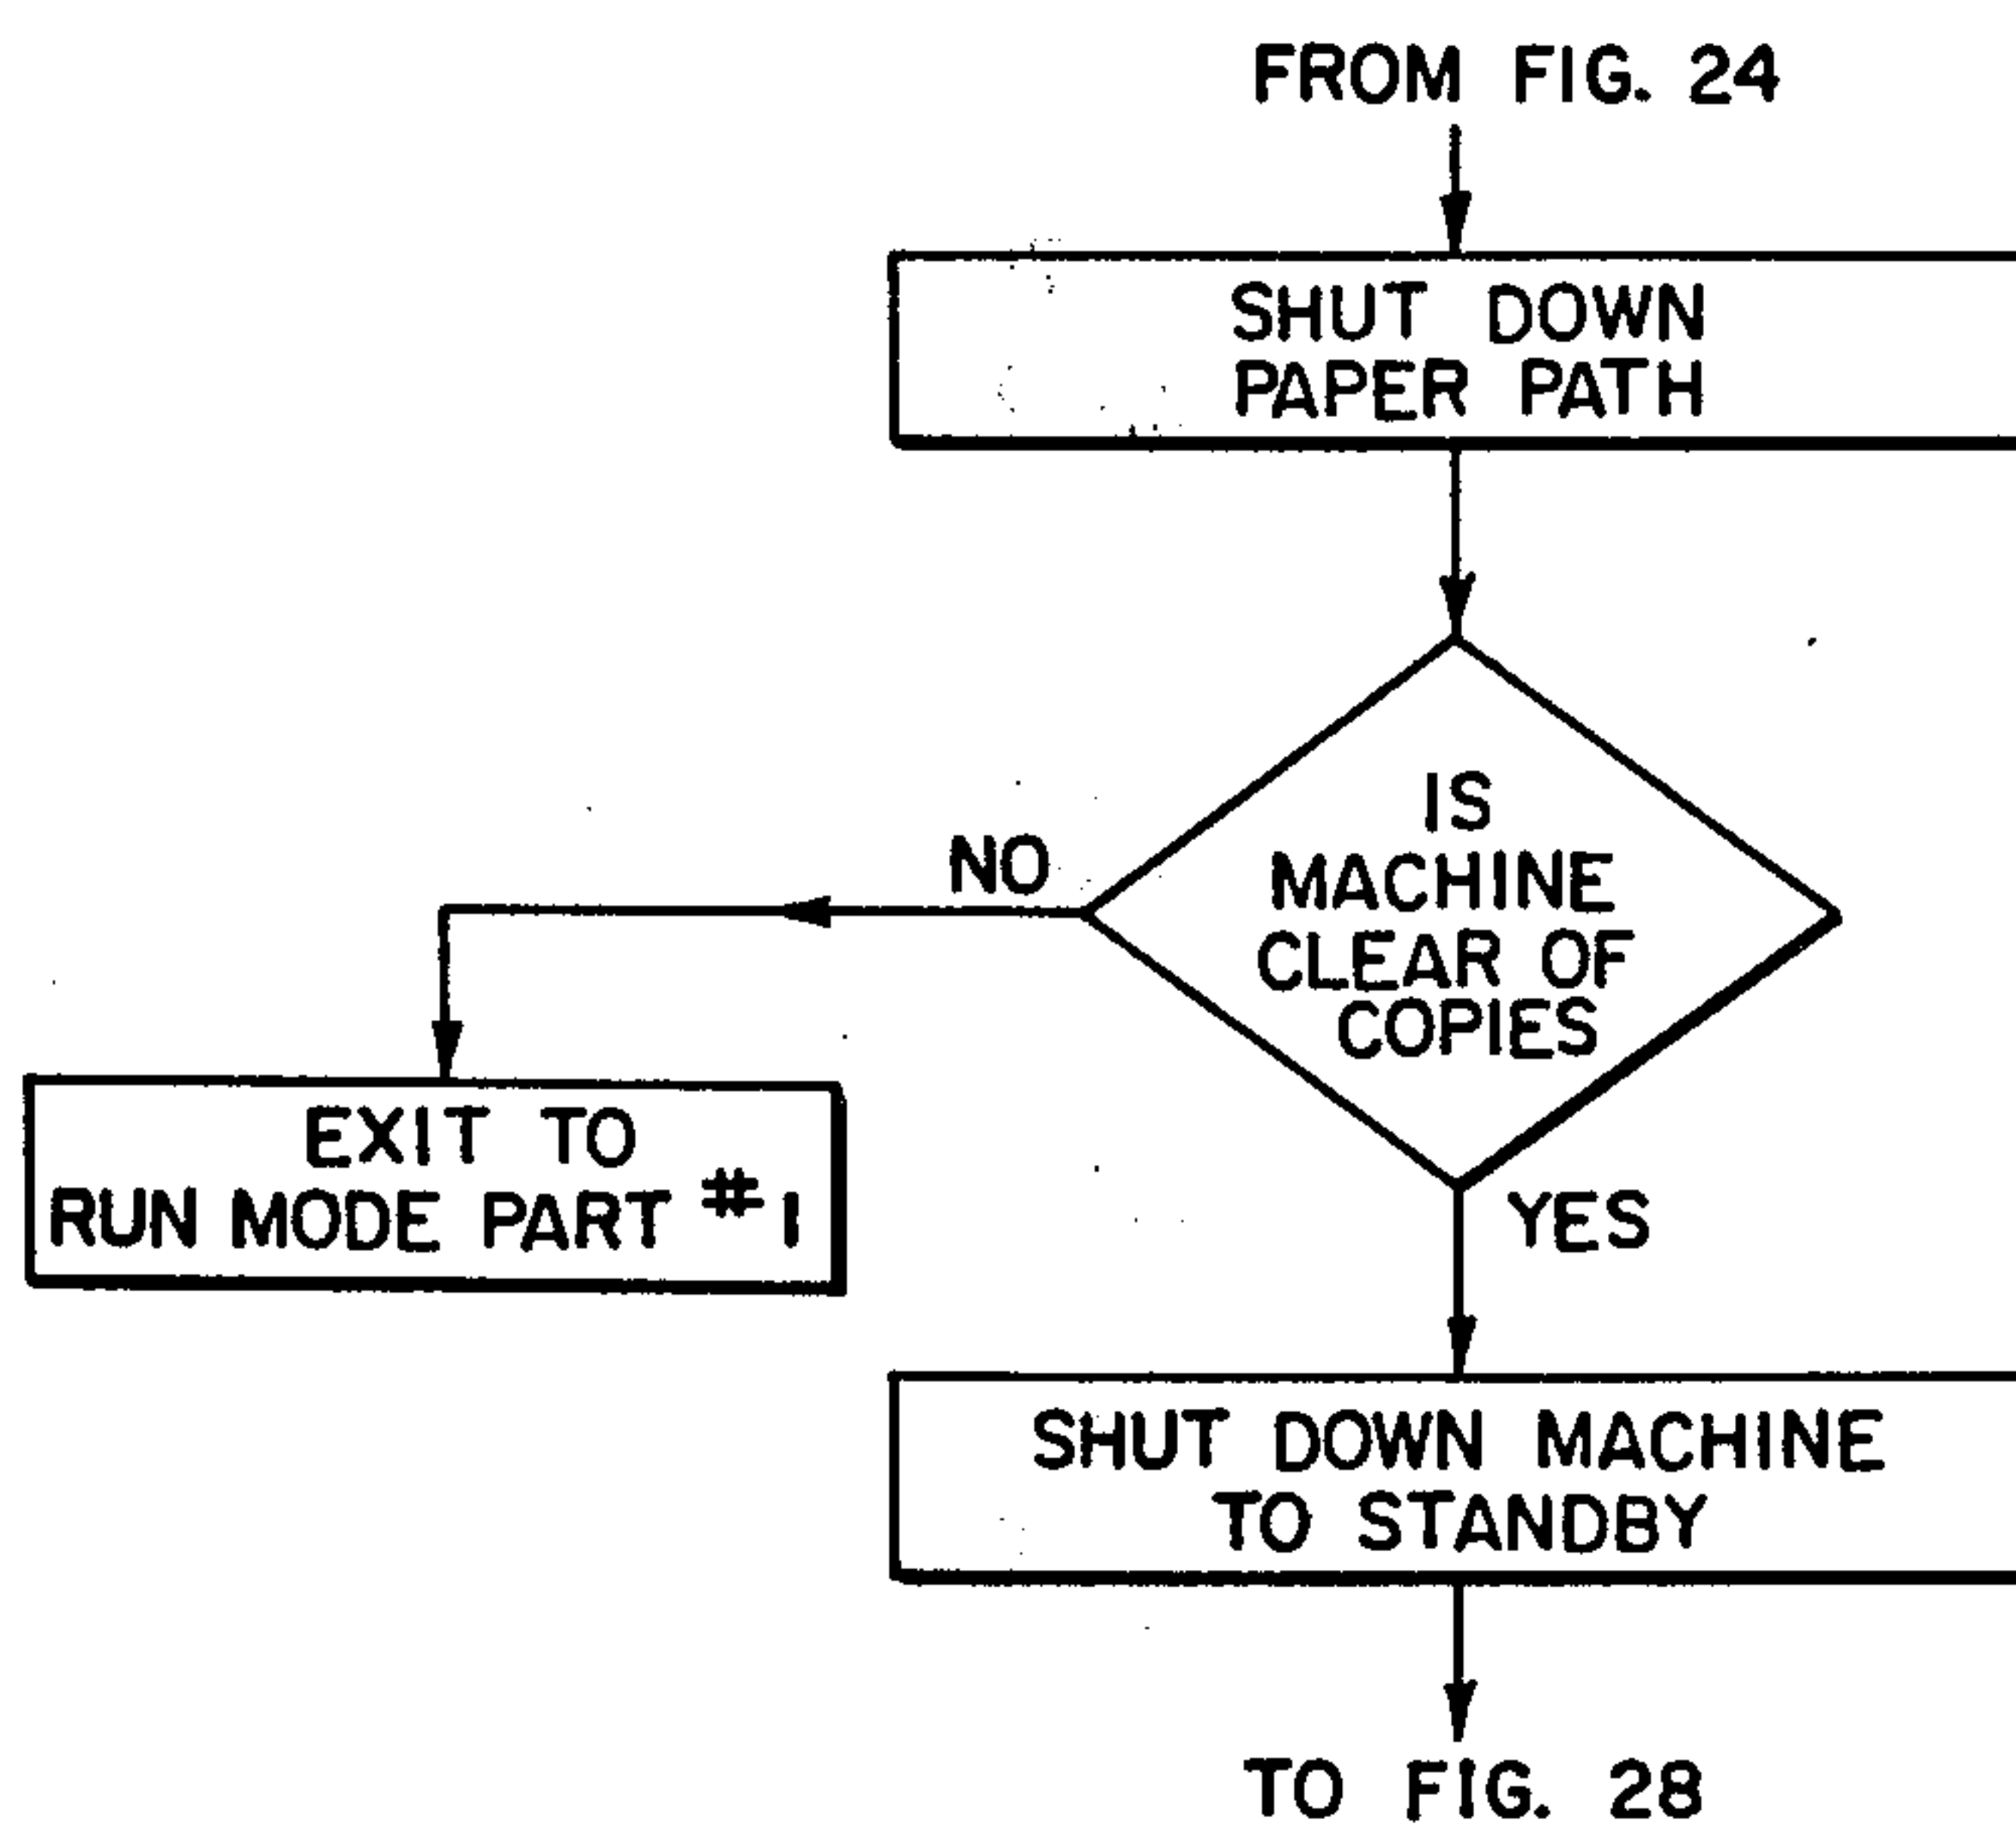 FROM FIG. 24
SHUT DOWN
PAPER PATH
IS
MACHINE
CLEAR OF
COPIES
NO
EXIT TO
RUN MODE PART #1
YES
SHUT DOWN MACHINE
TO STANDBY
TO FIG. 28